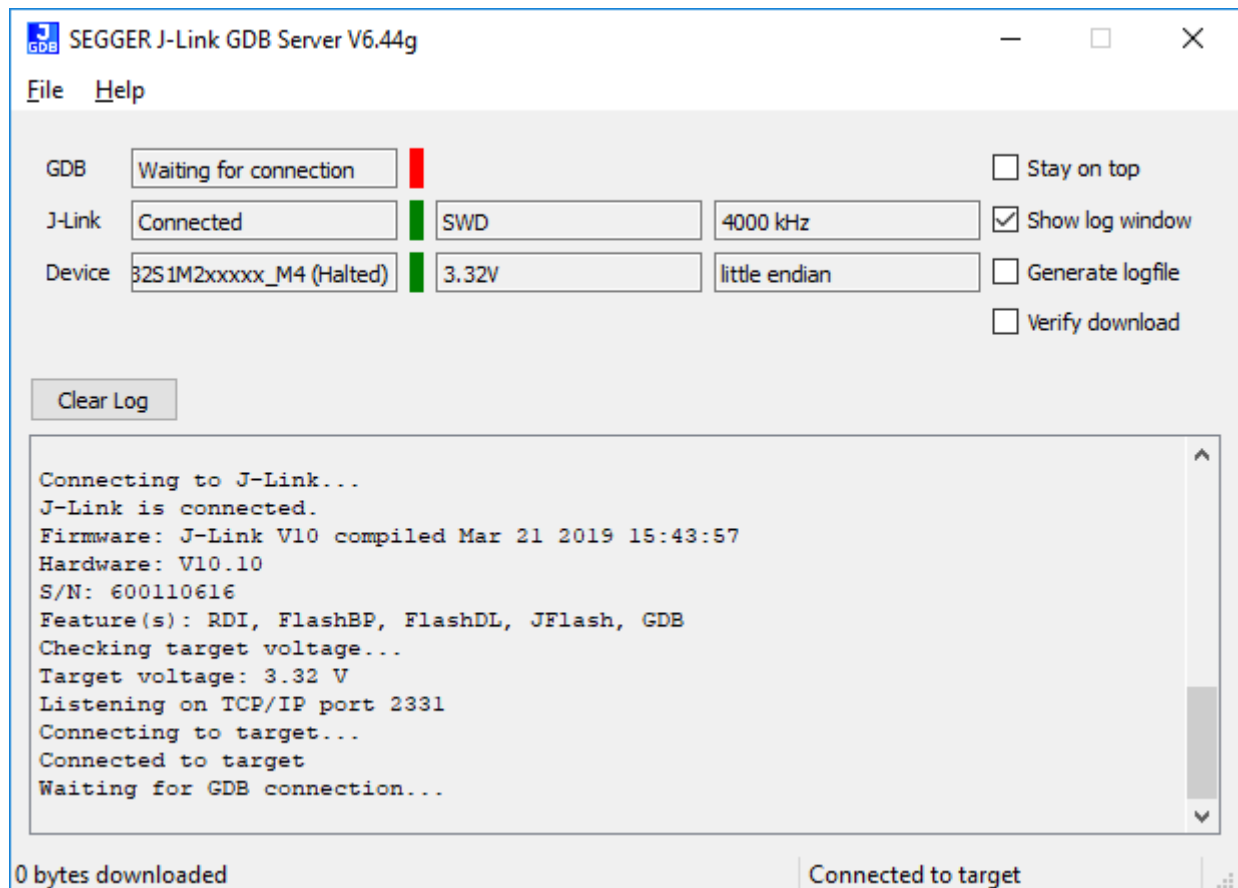 J GDB SEGGER J-Link GDB Server V6.44g
File Help
GDB Waiting for connection Stay on top
J-Link Connected SWD 4000 kHz Show log window
Device 32S1M2xxxxx_M4 (Halted) 3.32V little endian Generate logfile
Verify download
Clear Log
Connecting to J-Link...
J-Link is connected.
Firmware: J-Link V10 compiled Mar 21 2019 15:43:57
Hardware: V10.10
S/N: 600110616
Feature(s): RDI, FlashBP, FlashDL, JFlash, GDB
Checking target voltage...
Target voltage: 3.32 V
Listening on TCP/IP port 2331
Connecting to target...
Connected to target
Waiting for GDB connection...
0 bytes downloaded Connected to target